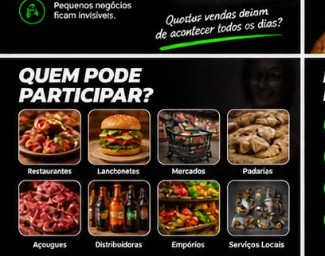 Pequenos negócios
ficam invisíveis.
Quantas vendas deixam
de acontecer todos os dias?
QUEM PODE
PARTICIPAR?
Restaurantes
Lanchonetes
Mercados
Padarias
Açougues
Distribuidoras
Empórios
Serviços Locais